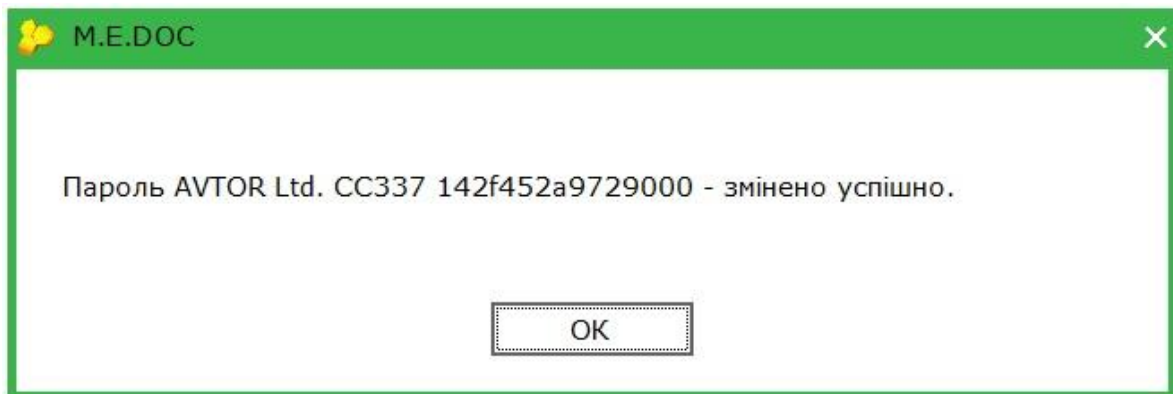 M.E.DOC
Пароль AVTOR Ltd. CC337 142f452a9729000 - змінено успішно.
OK